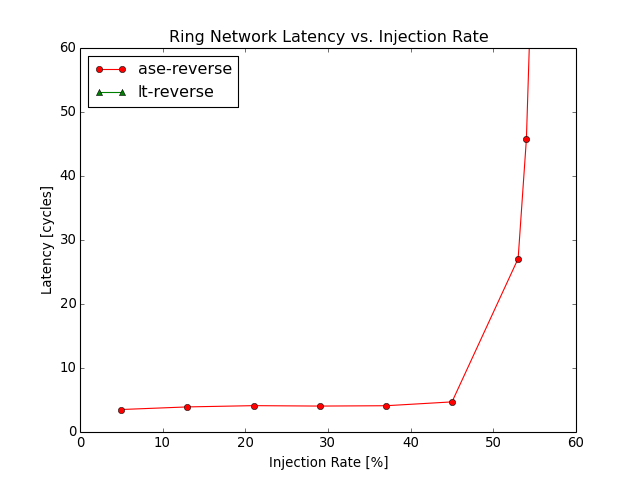 Ring Network Latency vs. Injection Rate
ase-reverse
lt-reverse
Latency [cycles]
60
50
40
30
20
10
0
0 10 20 30 40 50 60
Injection Rate [%]